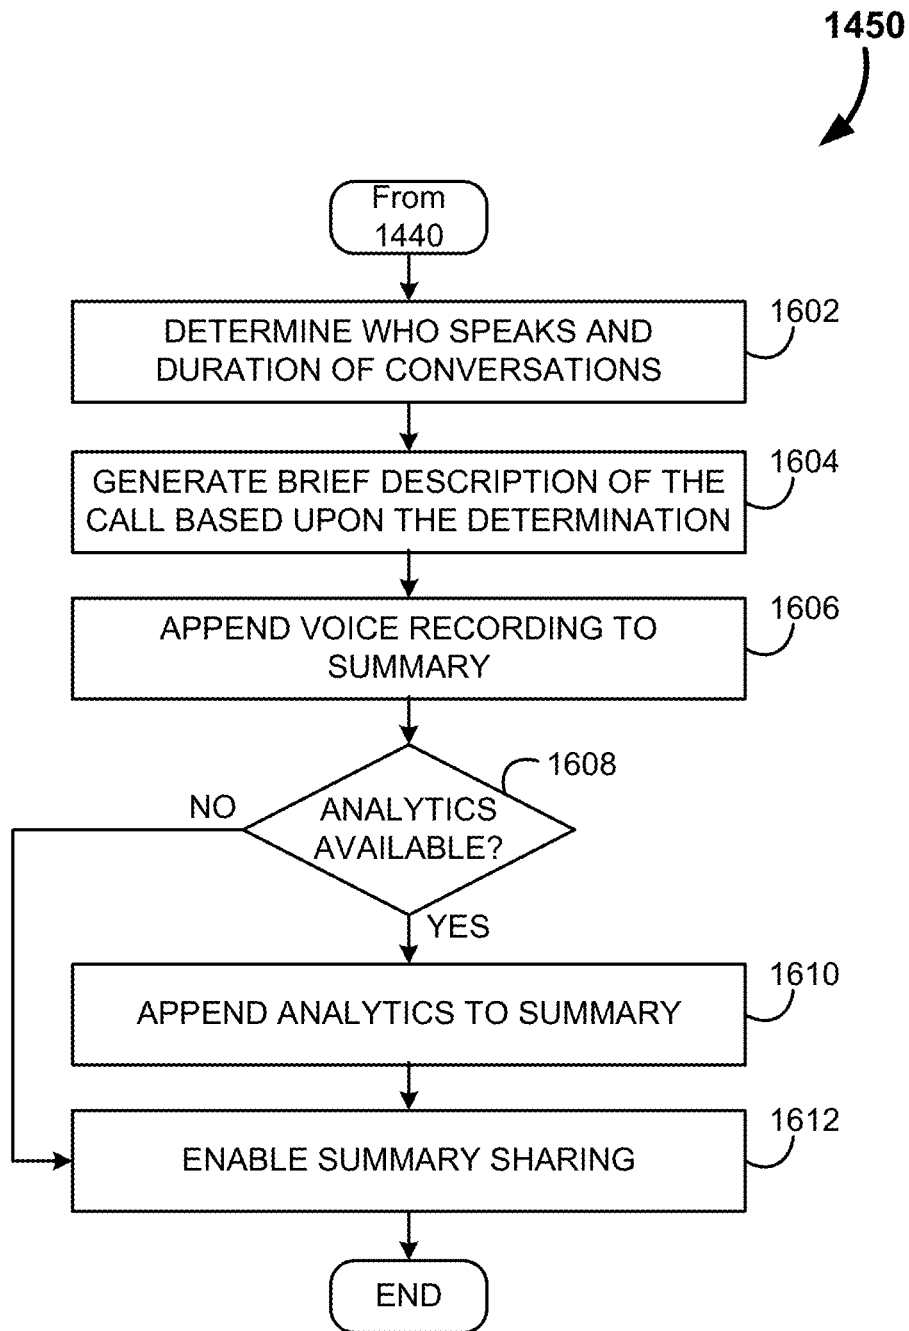 1450
From
1440
1602
DETERMINE WHO SPEAKS AND
DURATION OF CONVERSATIONS
1604
GENERATE BRIEF DESCRIPTION OF THE
CALL BASED UPON THE DETERMINATION
1606
APPEND VOICE RECORDING TO
SUMMARY
1608
NO
ANALYTICS
AVAILABLE?
YES
1610
APPEND ANALYTICS TO SUMMARY
1612
ENABLE SUMMARY SHARING
END